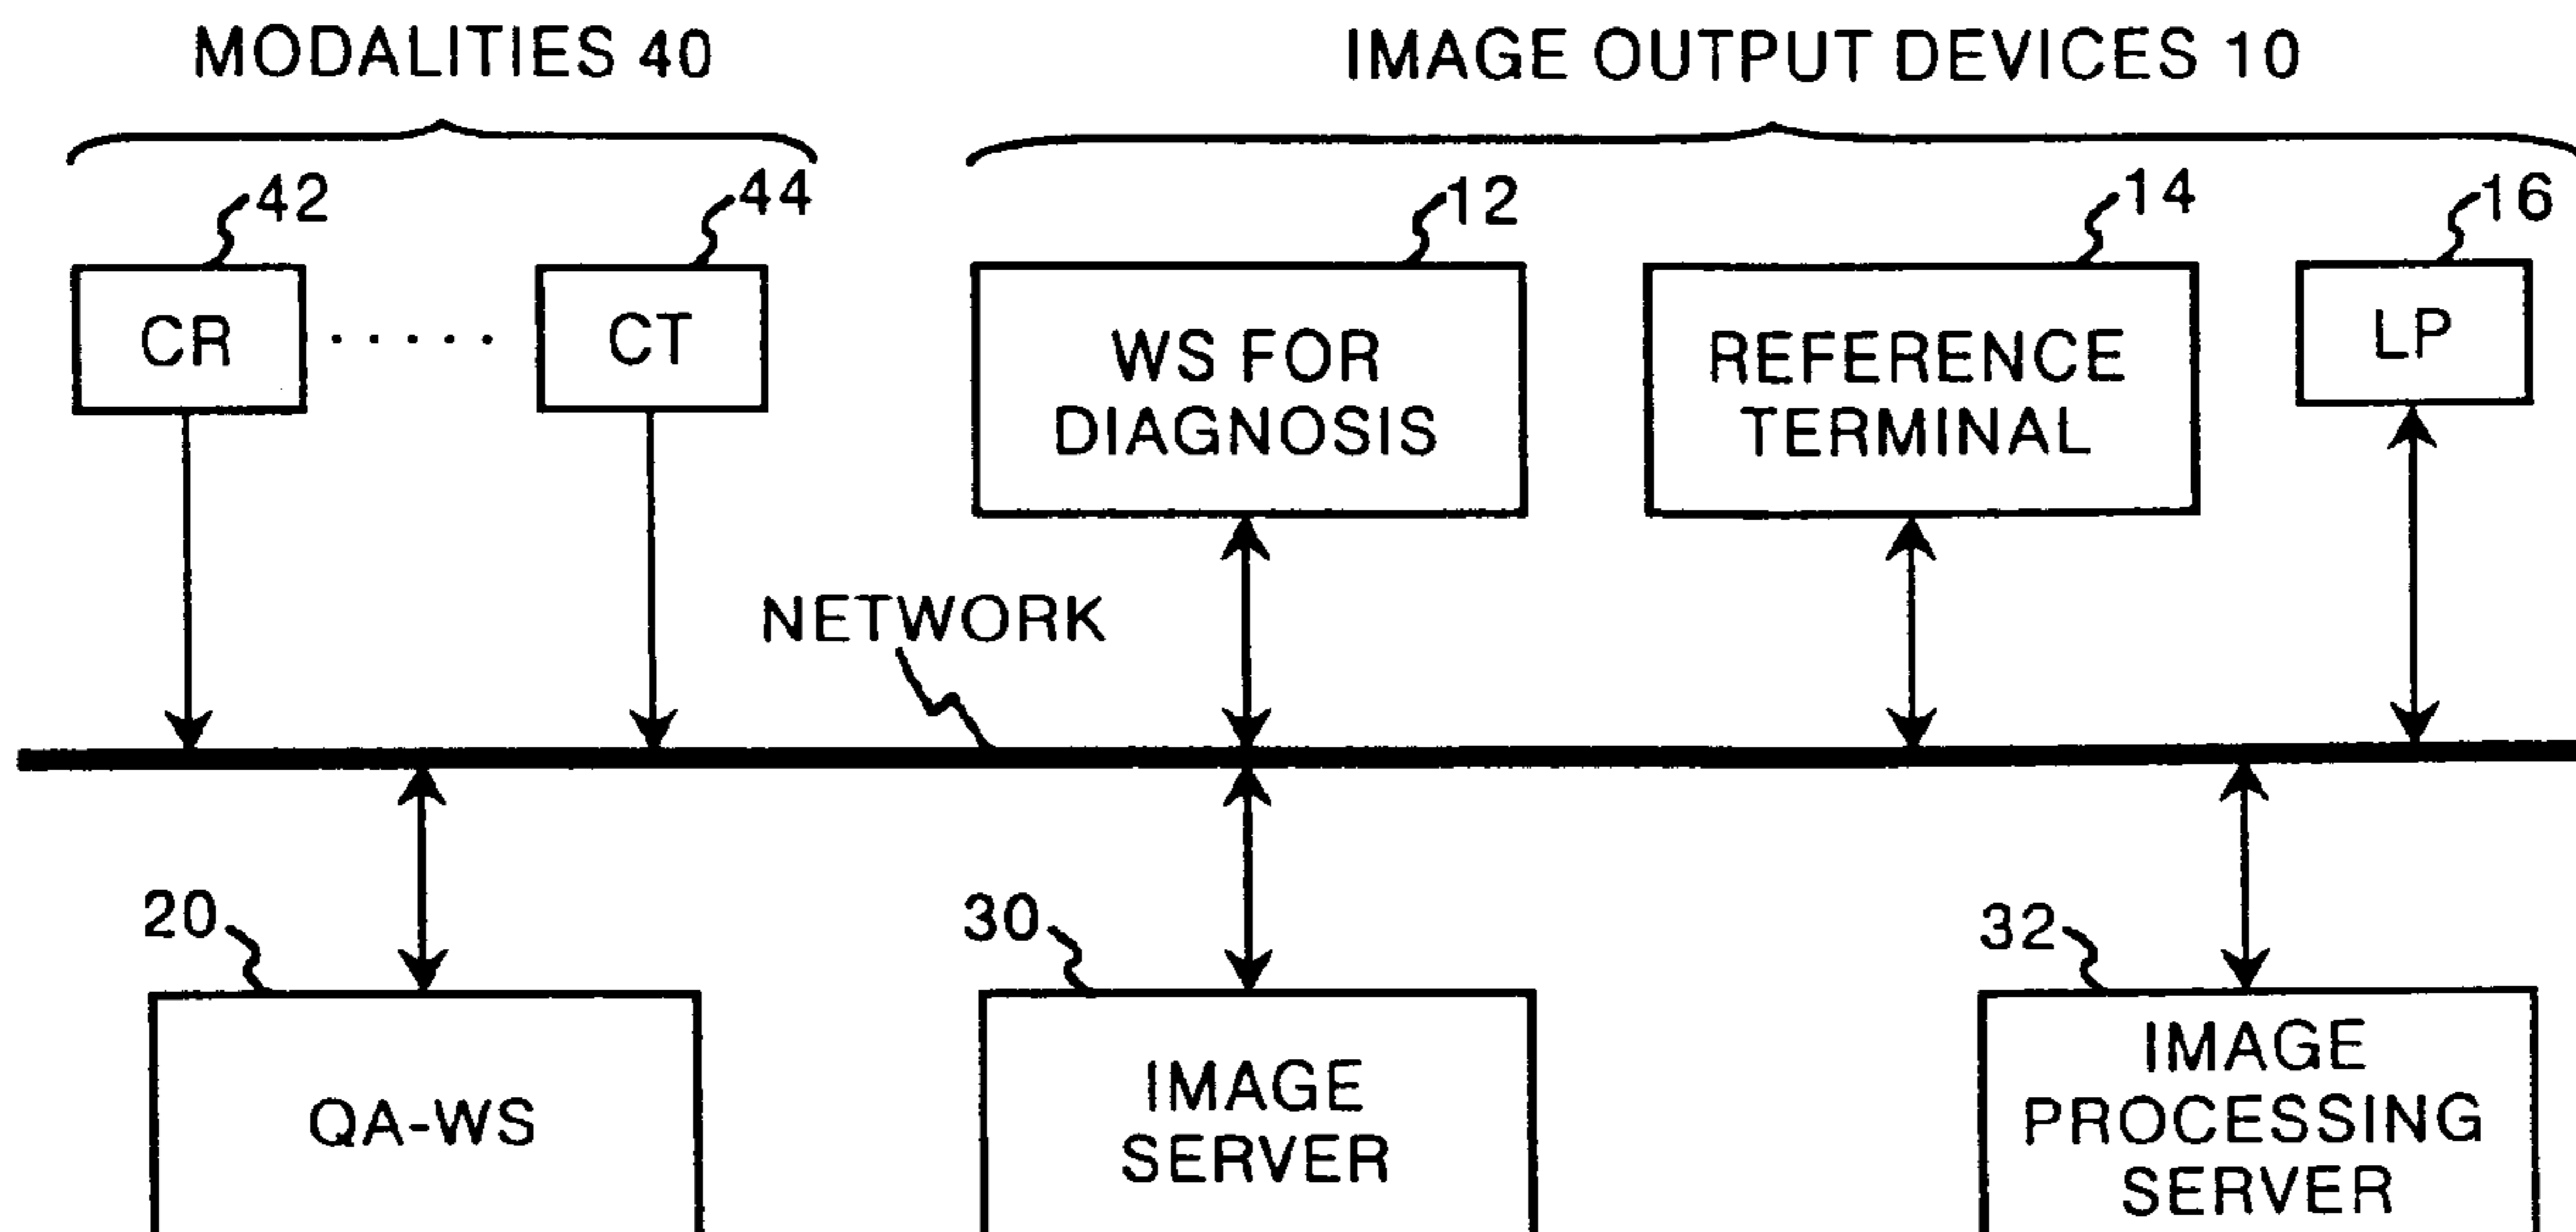 MODALITIES 40
IMAGE OUTPUT DEVICES 10
42
44
12
14
16
CR
CT
WS FOR
DIAGNOSIS
REFERENCE
TERMINAL
LP
NETWORK
20
30
32
QA-WS
IMAGE
SERVER
IMAGE
PROCESSING
SERVER